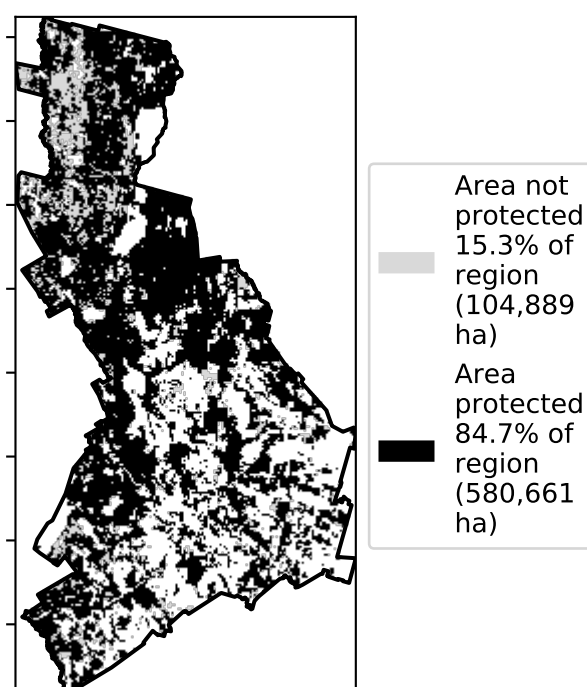 Area not
protected
15.3% of
region
(104,889
ha)
Area
protected
84.7% of
region
(580,661
ha)